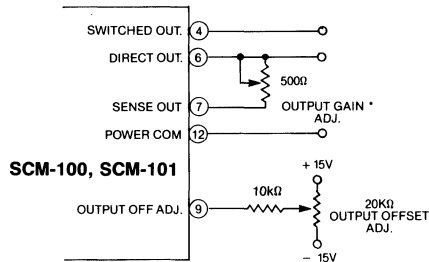 SWITCHED OUT. 4
DIRECT OUT. 6
500Ω
SENSE OUT 7
OUTPUT GAIN *
ADJ.
POWER COM 12
SCM-100, SCM-101
+ 15V
10kΩ
OUTPUT OFF ADJ. 9
20KΩ
OUTPUT OFFSET
ADJ.
- 15V